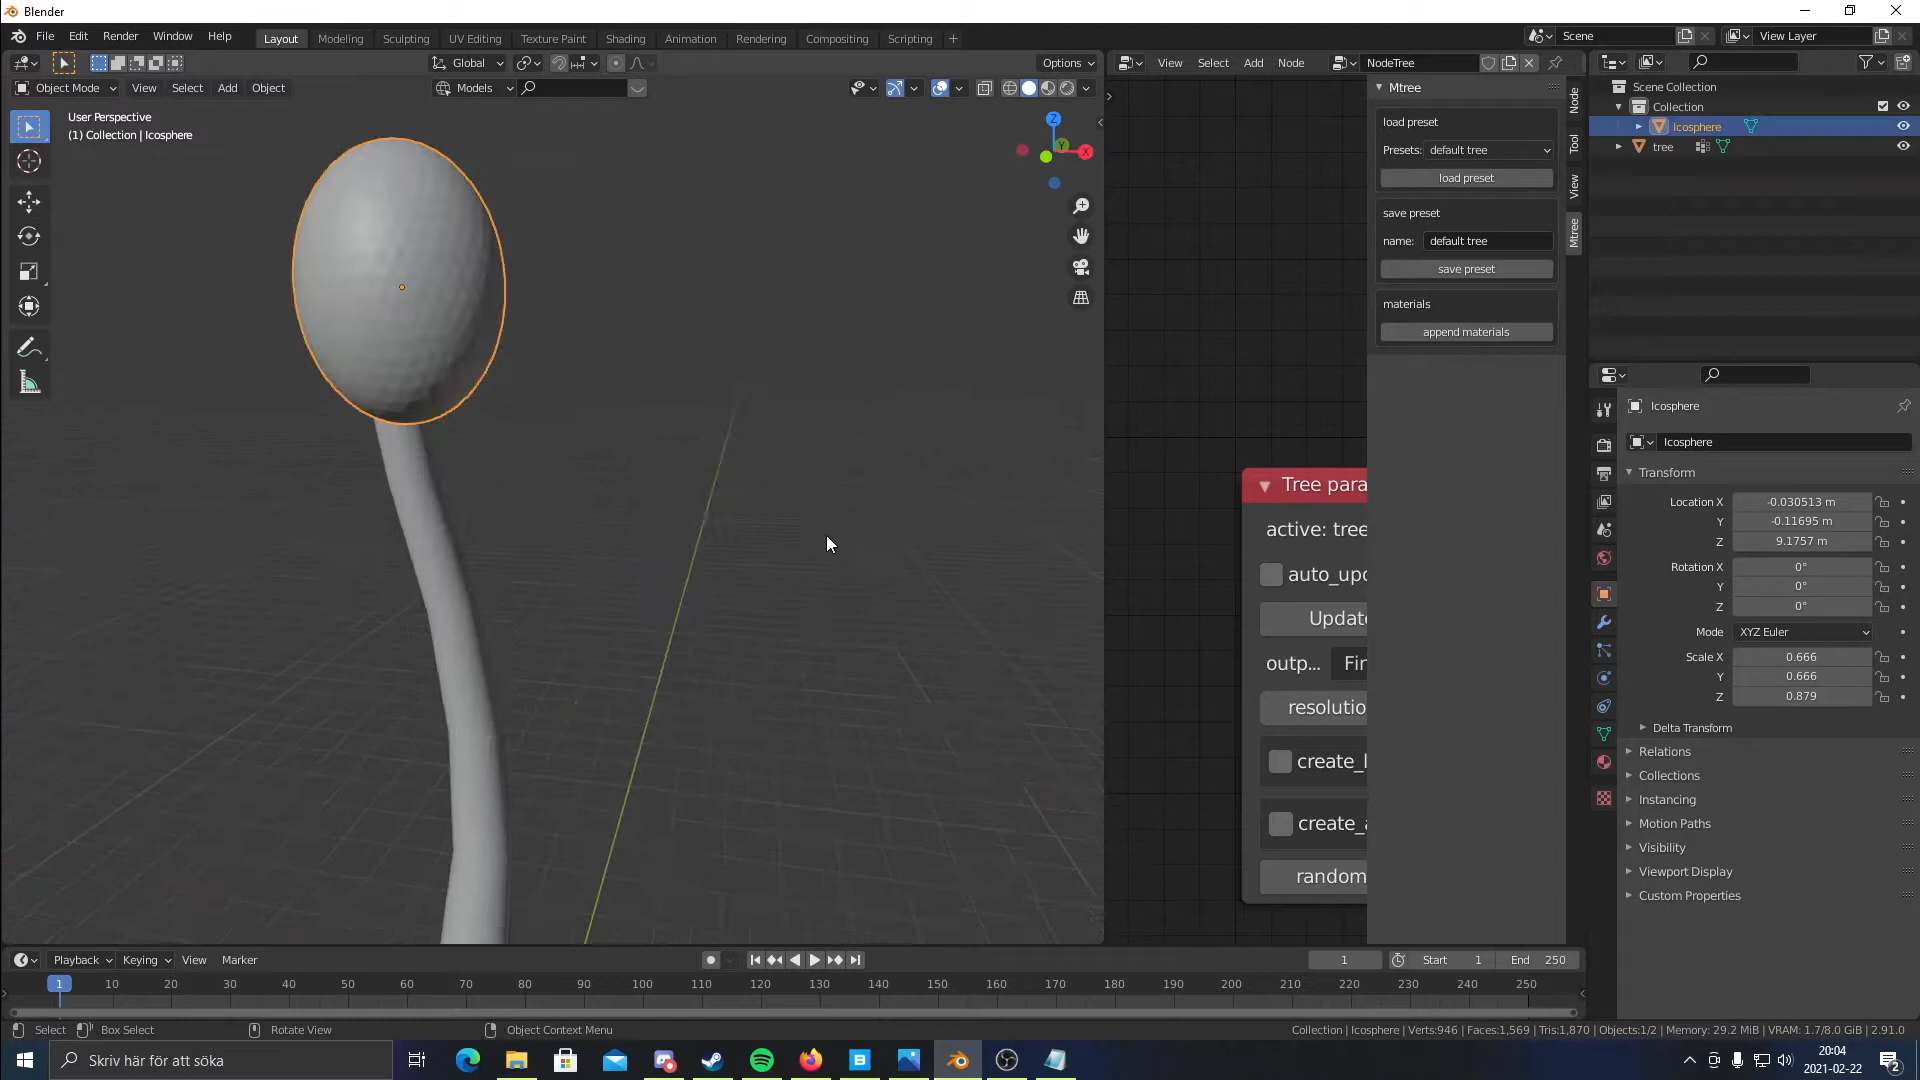 Blender
File Edit Render Window Help
Layout Modeling Sculpting UV Editing Texture Paint Shading Animation Rendering Compositing Scripting +
Scene
View Layer
Global
Options
View Select Add Node
NodeTree
Object Mode View Select Add Object
Models
User Perspective
(1) Collection | Icosphere
Z
Y
X
Mtree
load preset
Presets: default tree
load preset
save preset
name: default tree
save preset
materials
append materials
Node
Tool
View
Mtree
Tree para
active: tree
auto_upd
Update
outp...
resolutio
create_
create_a
random
Scene Collection
Collection
Icosphere
tree
Icosphere
Icosphere
Transform
Location X -0.030513 m
Y -0.11695 m
Z 9.1757 m
Rotation X 0°
Y 0°
Z 0°
Mode XYZ Euler
Scale X 0.666
Y 0.666
Z 0.879
Delta Transform
Relations
Collections
Instancing
Motion Paths
Visibility
Viewport Display
Custom Properties
Playback Keying View Marker
1 Start 1 End 250
1 10 20 30 40 50 60 70 80 90 100 110 120 130 140 150 160 170 180 190 200 210 220 230 240 250
Select Box Select Rotate View Object Context Menu
Collection | Icosphere | Verts:946 | Faces:1,569 | Tris:1,870 | Objects:1/2 | Memory: 29.2 MiB | VRAM: 1.7/8.0 GiB | 2.91.0
Skriv här för att söka
20:04
2021-02-22
2